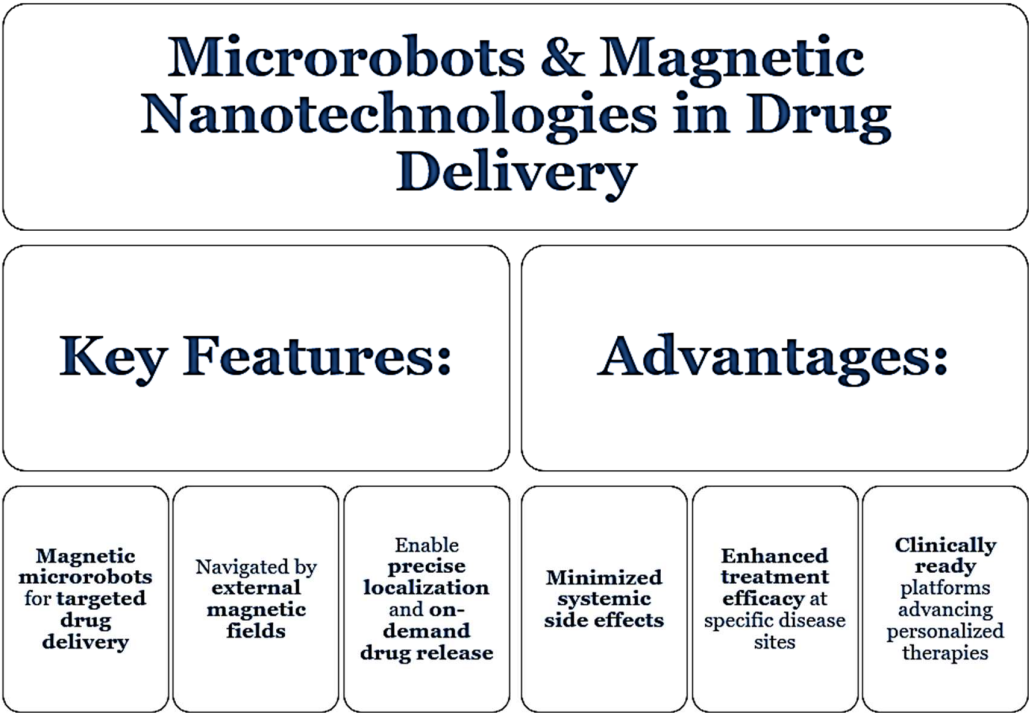 Microrobots & Magnetic
Nanotechnologies in Drug
Delivery
Key Features:
Advantages:
Magnetic
microrobots
for targeted
drug
delivery
Navigated by
external
magnetic
fields
Enable
precise
localization
and on-
demand
drug release
Minimized
systemic
side effects
Enhanced
treatment
efficacy at
specific disease
sites
Clinically
ready
platforms
advancing
personalized
therapies